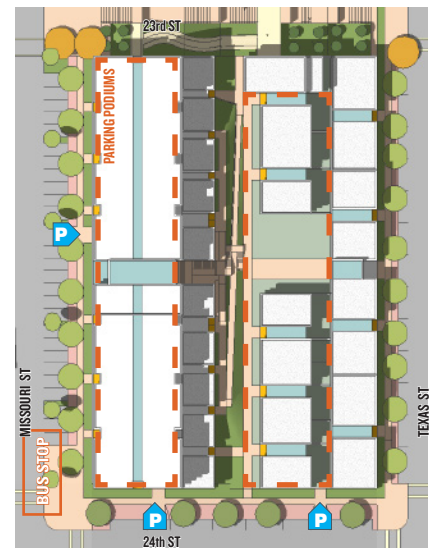 23rd ST
PARKING PODIUMS
P
MISSOURI ST
TEXAS ST
BUS STOP
P
P
24th ST